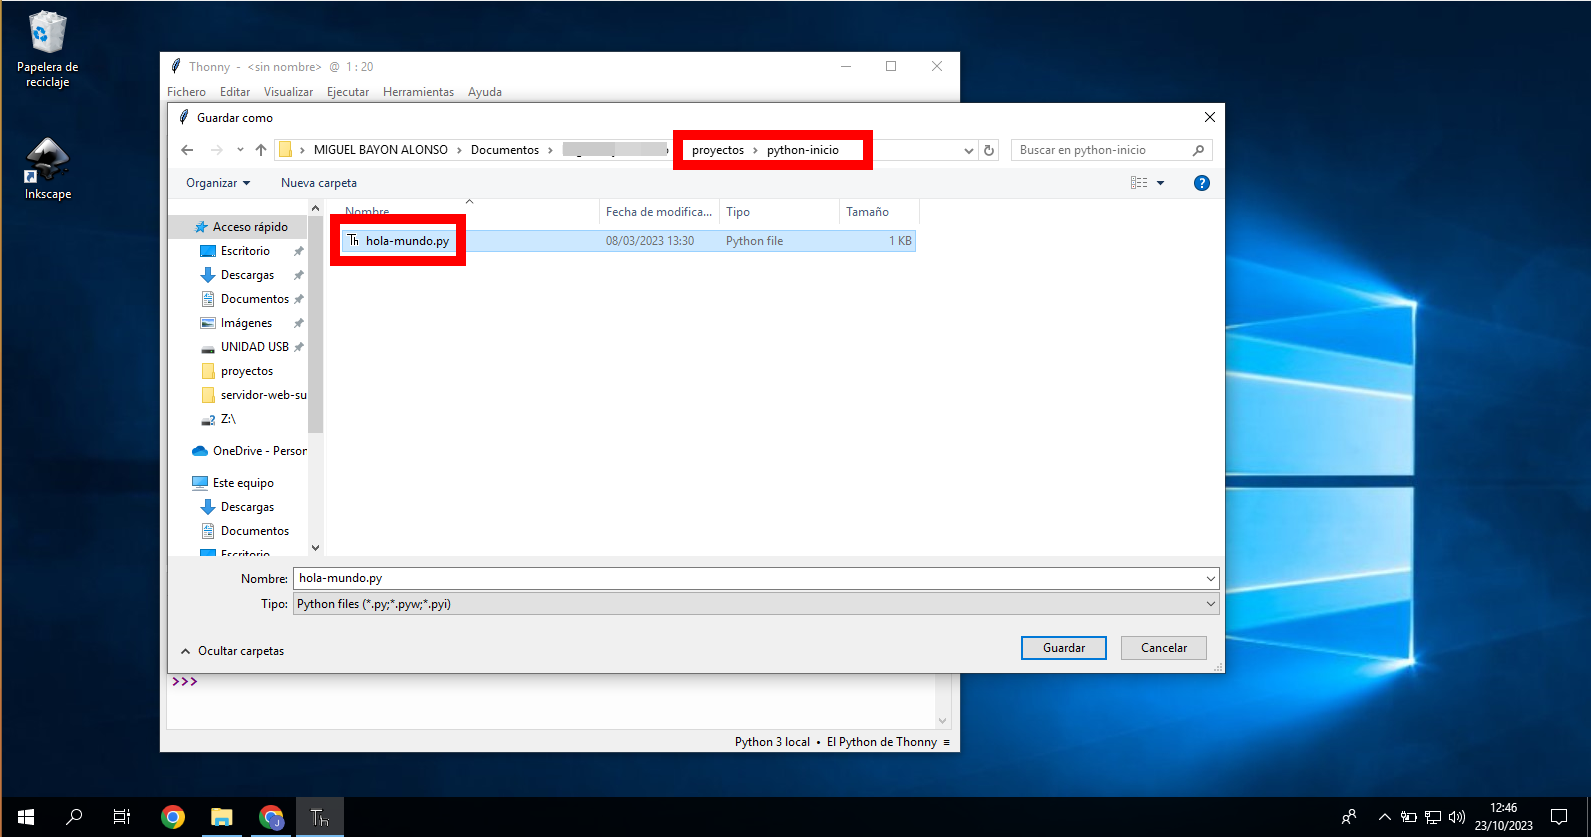 Papelera de
reciclaje
Inkscape
Thonny - <sin nombre> @ 1 : 20
Fichero Editar Visualizar Ejecutar Herramientas Ayuda
Guardar como
MIGUEL BAYON ALONSO > Documentos > proyectos > python-inicio
Buscar en python-inicio
Organizar Nueva carpeta
Nombre Fecha de modifica... Tipo Tamaño
hola-mundo.py 08/03/2023 13:30 Python file 1 KB
Acceso rápido
Escritorio
Descargas
Documentos
Imágenes
UNIDAD USB
proyectos
servidor-web-su
Z:\
OneDrive - Person
Este equipo
Descargas
Documentos
Escritorio
Nombre: hola-mundo.py
Tipo: Python files (*.py;*.pyw;*.pyi)
Ocultar carpetas
Guardar Cancelar
>>>
Python 3 local • El Python de Thonny ≡
Th
12:46
23/10/2023